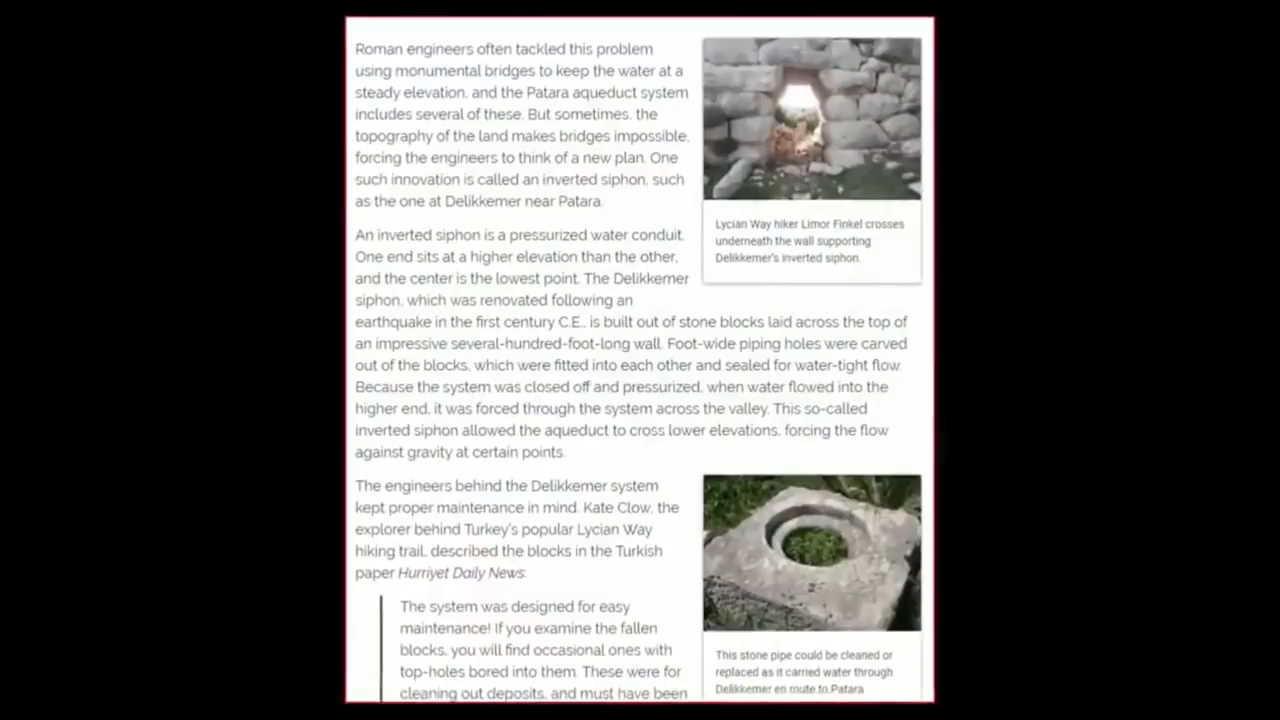 Roman engineers often tackled this problem
using monumental bridges to keep the water at a
steady elevation, and the Patara aqueduct system
includes several of these. But sometimes, the
topography of the land makes bridges impossible,
forcing the engineers to think of a new plan. One
such innovation is called an inverted siphon, such
as the one at Delikkemer near Patara.
Lycian Way hiker Limor Finkel crosses
underneath the wall supporting
Delikkemer's inverted siphon.
An inverted siphon is a pressurized water conduit.
One end sits at a higher elevation than the other,
and the center is the lowest point. The Delikkemer
siphon, which was renovated following an
earthquake in the first century C.E., is built out of stone blocks laid across the top of
an impressive several-hundred-foot-long wall. Foot-wide piping holes were carved
out of the blocks, which were fitted into each other and sealed for water-tight flow.
Because the system was closed off and pressurized, when water flowed into the
higher end, it was forced through the system across the valley. This so-called
inverted siphon allowed the aqueduct to cross lower elevations, forcing the flow
against gravity at certain points.
The engineers behind the Delikkemer system
kept proper maintenance in mind. Kate Clow, the
explorer behind Turkey's popular Lycian Way
hiking trail, described the blocks in the Turkish
paper Hurriyet Daily News:
The system was designed for easy
maintenance! If you examine the fallen
blocks, you will find occasional ones with
top-holes bored into them. These were for
cleaning out deposits, and must have been
This stone pipe could be cleaned or
replaced as it carried water through
Delikkemer en route to Patara